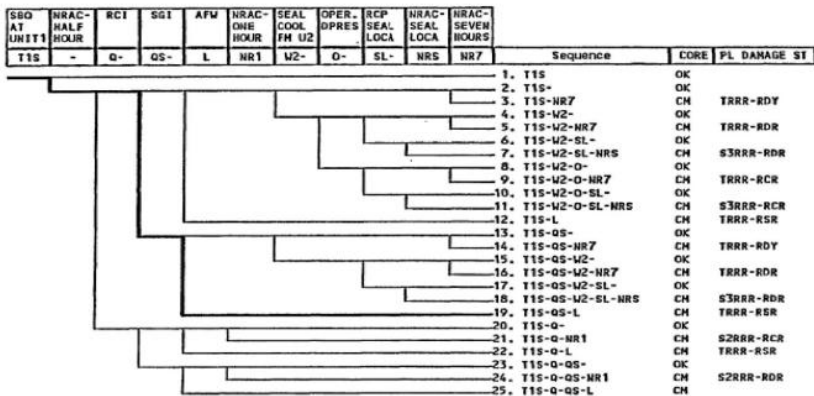 SBO AT UNIT1 NRAC-HALF HOUR RCI SGI AFW NRAC-ONE HOUR SEAL COOL FM U2 OPER. DPRES RCP SEAL LOCA NRAC-SEAL LOCA NRAC-SEVEN HOURS
T1S - Q- QS- L NR1 W2- O- SL- NRS NR7 Sequence CORE PL DAMAGE ST
1. T1S OK
2. T1S- OK
3. T1S-NR7 CM TRRR-RDY
4. T1S-W2- OK
5. T1S-W2-NR7 CM TRRR-RDR
6. T1S-W2-SL- OK
7. T1S-W2-SL-NRS CM S3RRR-RDR
8. T1S-W2-O- OK
9. T1S-W2-O-NR7 CM TRRR-RCR
10. T1S-W2-O-SL- OK
11. T1S-W2-O-SL-NRS CM S3RRR-RCR
12. T1S-L CM TRRR-RSR
13. T1S-QS- OK
14. T1S-QS-NR7 CM TRRR-RDY
15. T1S-QS-W2- OK
16. T1S-QS-W2-NR7 CM TRRR-RDR
17. T1S-QS-W2-SL- OK
18. T1S-QS-W2-SL-NRS CM S3RRR-RDR
19. T1S-QS-L CM TRRR-RSR
20. T1S-Q- OK
21. T1S-Q-NR1 CM S2RRR-RCR
22. T1S-Q-L CM TRRR-RSR
23. T1S-Q-QS- OK
24. T1S-Q-QS-NR1 CM S2RRR-RDR
25. T1S-Q-QS-L CM